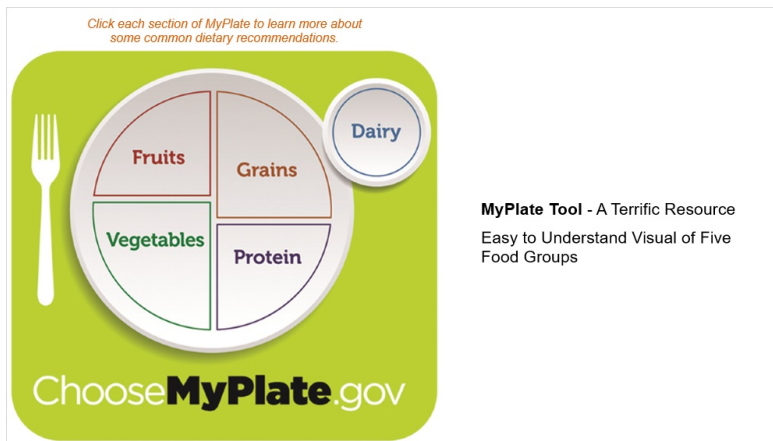 Click each section of MyPlate to learn more about
some common dietary recommendations.
Fruits
Grains
Dairy
Vegetables
Protein
ChooseMyPlate.gov
MyPlate Tool - A Terrific Resource
Easy to Understand Visual of Five
Food Groups